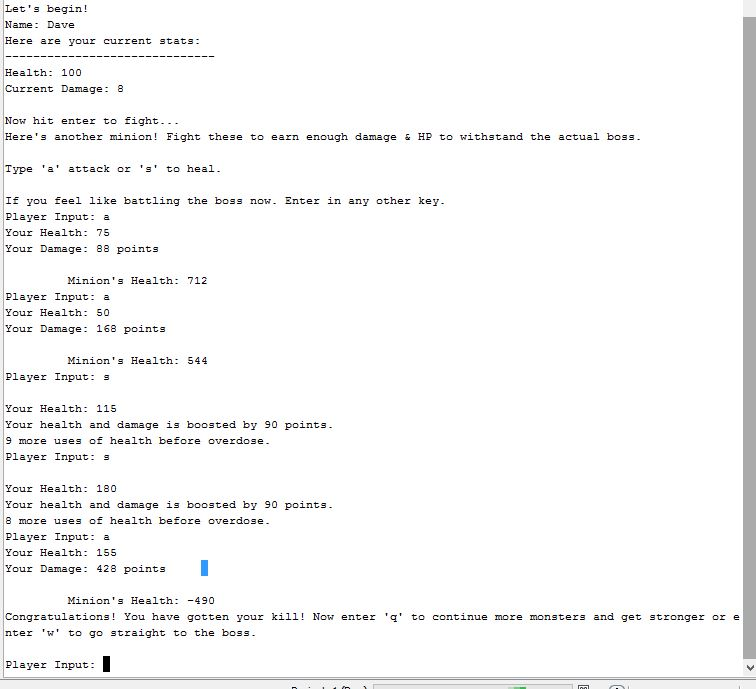 Let's begin!
Name: Dave
Here are your current stats:
------------------------------
Health: 100
Current Damage: 8
Now hit enter to fight...
Here's another minion! Fight these to earn enough damage & HP to withstand the actual boss.
Type 'a' attack or 's' to heal.
If you feel like battling the boss now. Enter in any other key.
Player Input: a
Your Health: 75
Your Damage: 88 points
Minion's Health: 712
Player Input: a
Your Health: 50
Your Damage: 168 points
Minion's Health: 544
Player Input: s
Your Health: 115
Your health and damage is boosted by 90 points.
9 more uses of health before overdose.
Player Input: s
Your Health: 180
Your health and damage is boosted by 90 points.
8 more uses of health before overdose.
Player Input: a
Your Health: 155
Your Damage: 428 points
Minion's Health: -490
Congratulations! You have gotten your kill! Now enter 'q' to continue more monsters and get stronger or e
nter 'w' to go straight to the boss.
Player Input: